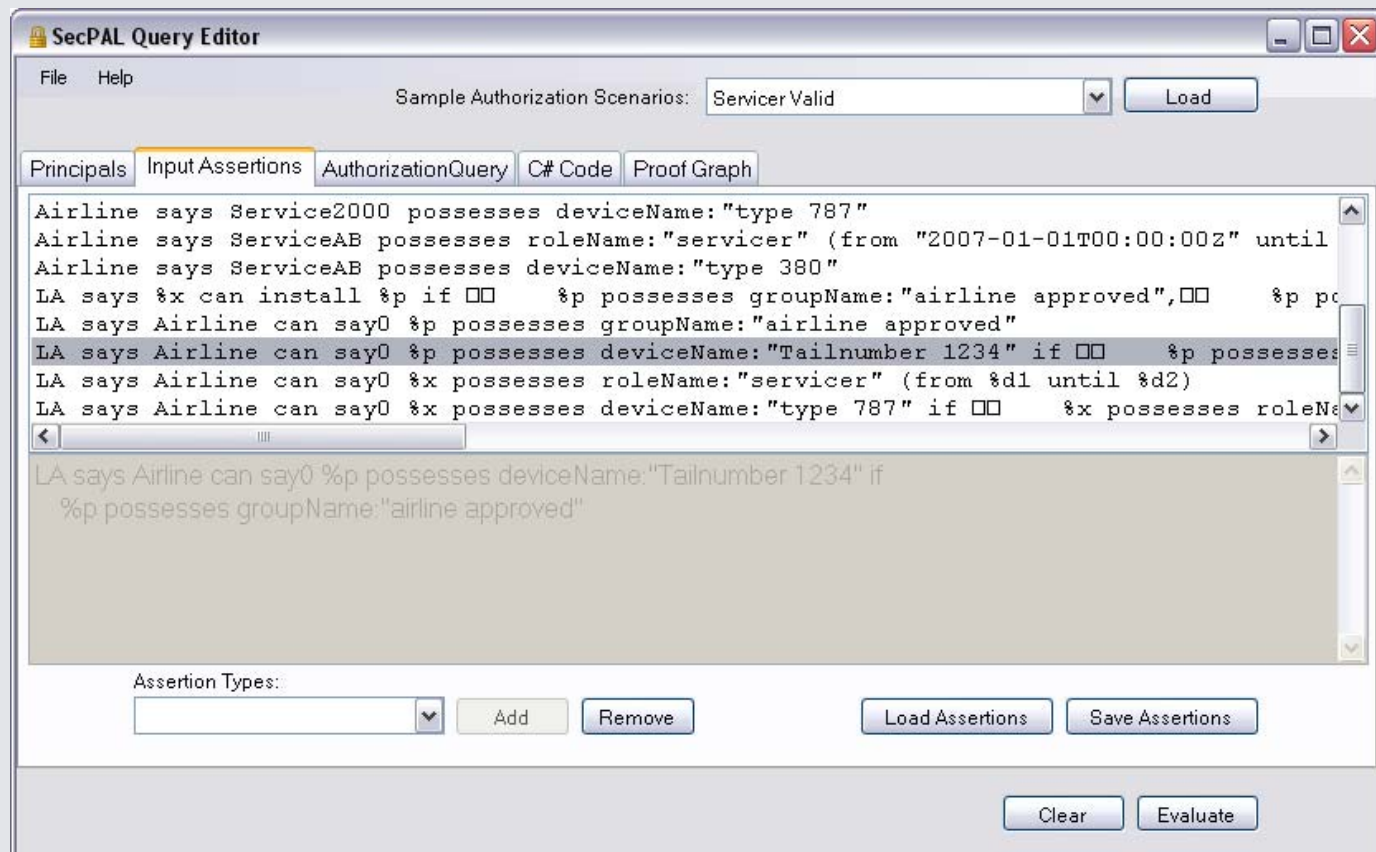 SecPAL Query Editor
File Help
Sample Authorization Scenarios: Servicer Valid Load
Principals Input Assertions AuthorizationQuery C# Code Proof Graph
Airline says Service2000 possesses deviceName:"type 787"
Airline says ServiceAB possesses roleName:"servicer" (from "2007-01-01T00:00:00Z" until
Airline says ServiceAB possesses deviceName:"type 380"
LA says %x can install %p if □□ %p possesses groupName:"airline approved",□□ %p po
LA says Airline can say0 %p possesses groupName:"airline approved"
LA says Airline can say0 %p possesses deviceName:"Tailnumber 1234" if □□ %p possesses
LA says Airline can say0 %x possesses roleName:"servicer" (from %d1 until %d2)
LA says Airline can say0 %x possesses deviceName:"type 787" if □□ %x possesses roleNa
LA says Airline can say0 %p possesses deviceName:"Tailnumber 1234" if
%p possesses groupName:"airline approved"
Assertion Types:
Add Remove Load Assertions Save Assertions
Clear Evaluate